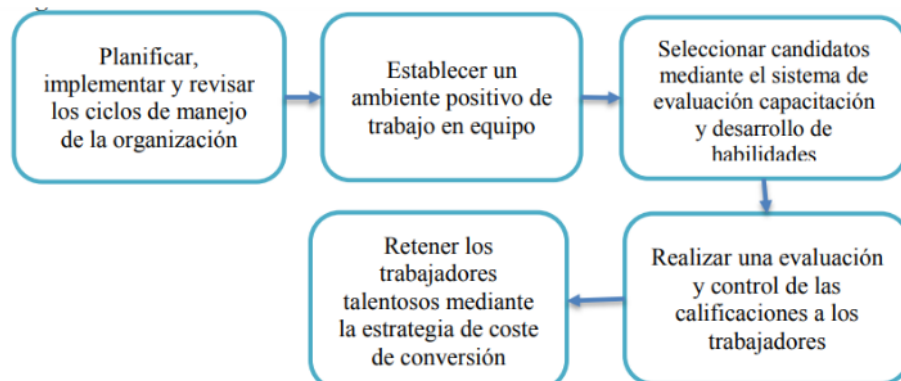 Planificar,
implementar y revisar
los ciclos de manejo
de la organización
Establecer un
ambiente positivo de
trabajo en equipo
Seleccionar candidatos
mediante el sistema de
evaluación capacitación
y desarrollo de
habilidades
Realizar una evaluación
y control de las
calificaciones a los
trabajadores
Retener los
trabajadores
talentosos mediante
la estrategia de coste
de conversión